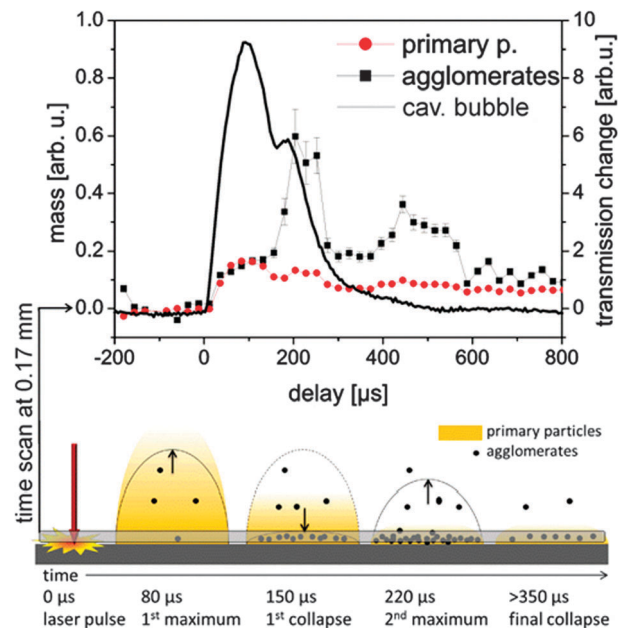 1.0
0.8
0.6
0.4
0.2
0.0
mass [arb. u.]
primary p.
agglomerates
cav. bubble
10
8
6
4
2
0
transmission change [arb.u.]
-200 0 200 400 600 800
delay [µs]
time scan at 0.17 mm
primary particles
agglomerates
time
0 µs 80 µs 150 µs 220 µs >350 µs
laser pulse 1st maximum 1st collapse 2nd maximum final collapse